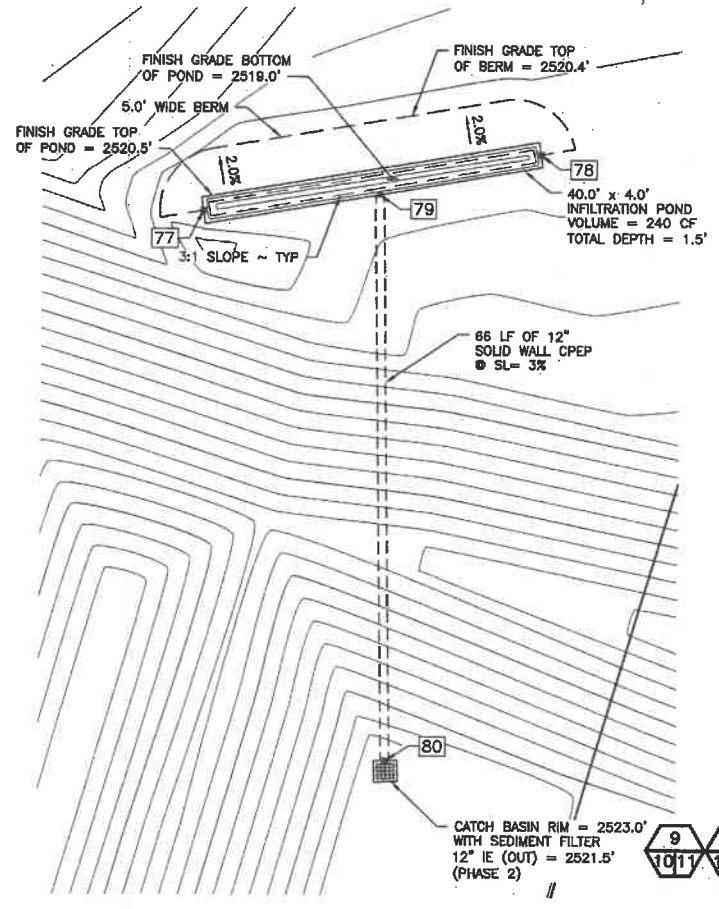 FINISH GRADE BOTTOM
OF POND = 2519.0'
FINISH GRADE TOP
OF BERM = 2520.4'
5.0' WIDE BERM
FINISH GRADE TOP
OF POND = 2520.5'
2.0%
2.0%
78
79
77
40.0' x 4.0'
INFILTRATION POND
VOLUME = 240 CF
TOTAL DEPTH = 1.5'
3:1 SLOPE ~ TYP
66 LF OF 12"
SOLID WALL CPEP
@ SL= 3%
80
CATCH BASIN RIM = 2523.0'
WITH SEDIMENT FILTER
12" IE (OUT) = 2521.5'
(PHASE 2)
9
10 11